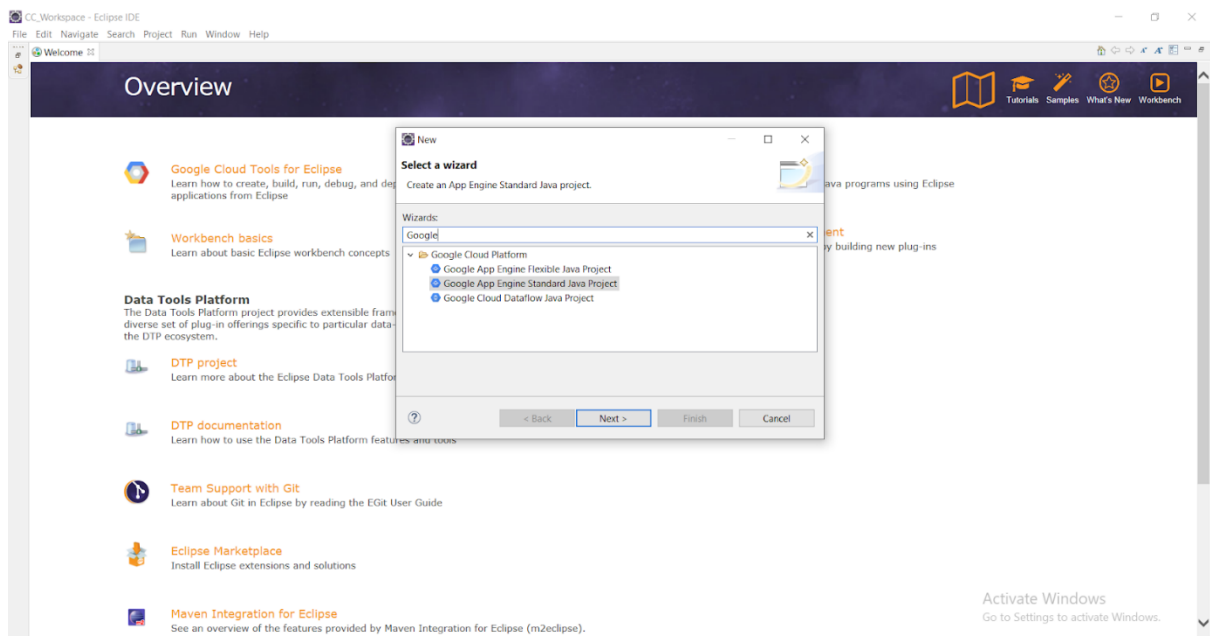 CC_Workspace - Eclipse IDE
File Edit Navigate Search Project Run Window Help
Welcome
Overview
Tutorials Samples What's New Workbench
New
Select a wizard
Create an App Engine Standard Java project.
Wizards:
Google
Google Cloud Platform
Google App Engine Flexible Java Project
Google App Engine Standard Java Project
Google Cloud Dataflow Java Project
< Back Next > Finish Cancel
Google Cloud Tools for Eclipse
Learn how to create, build, run, debug, and
applications from Eclipse
Workbench basics
Learn about basic Eclipse workbench concepts
programs using Eclipse
by building new plug-ins
Data Tools Platform
The Data Tools Platform project provides extensible
diverse set of plug-in offerings specific to particular data-
the DTP ecosystem.
DTP project
Learn more about the Eclipse Data Tools
DTP documentation
Learn how to use the Data Tools Platform features and tools
Team Support with Git
Learn about Git in Eclipse by reading the EGit User Guide
Eclipse Marketplace
Install Eclipse extensions and solutions
Maven Integration for Eclipse
See an overview of the features provided by Maven Integration for Eclipse (m2eclipse).
Activate Windows
Go to Settings to activate Windows.